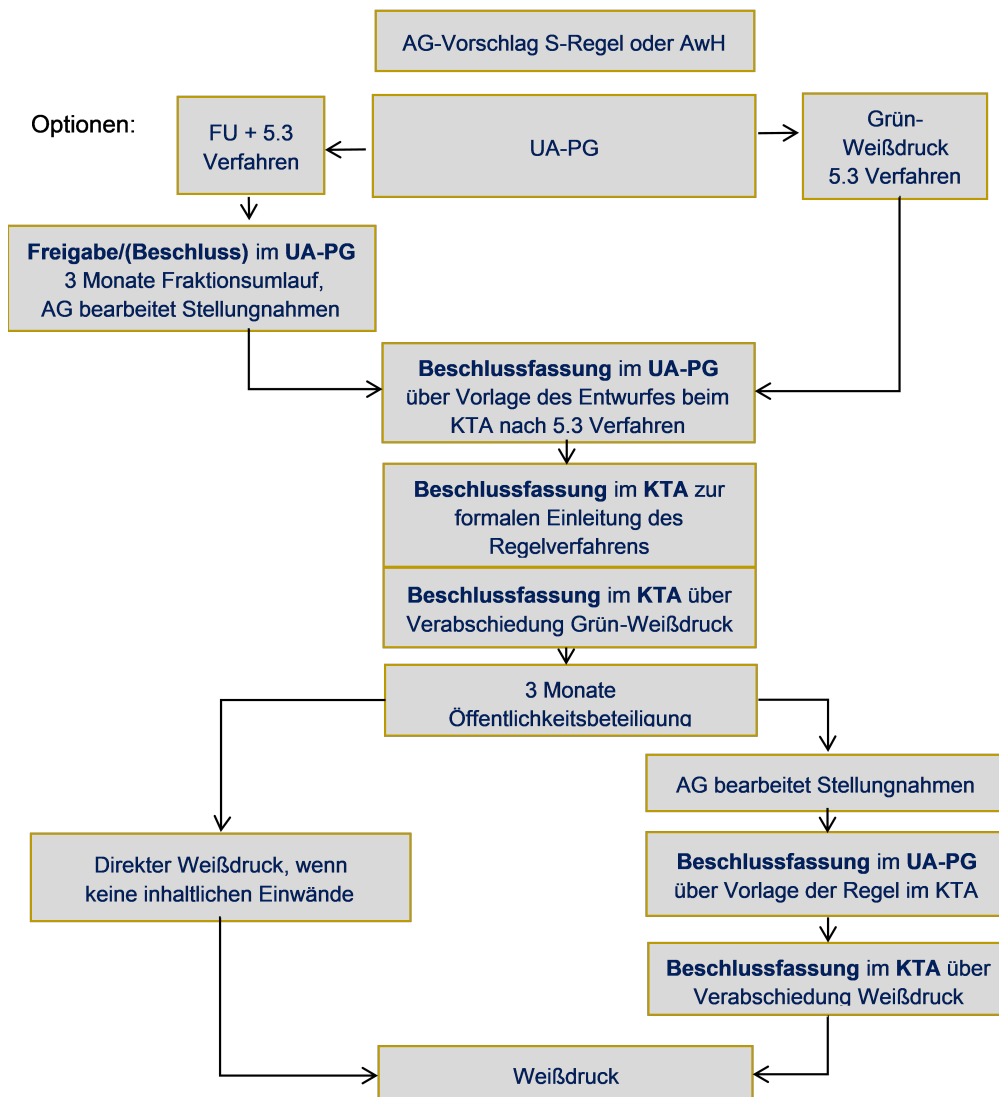 AG-Vorschlag S-Regel oder AwH
Optionen:
FU + 5.3
Verfahren
UA-PG
Grün-
Weißdruck
5.3 Verfahren
Freigabe/(Beschluss) im UA-PG
3 Monate Fraktionsumlauf,
AG bearbeitet Stellungnahmen
Beschlussfassung im UA-PG
über Vorlage des Entwurfes beim
KTA nach 5.3 Verfahren
Beschlussfassung im KTA zur
formalen Einleitung des
Regelverfahrens
Beschlussfassung im KTA über
Verabschiedung Grün-Weißdruck
3 Monate
Öffentlichkeitsbeteiligung
AG bearbeitet Stellungnahmen
Direkter Weißdruck, wenn
keine inhaltlichen Einwände
Beschlussfassung im UA-PG
über Vorlage der Regel im KTA
Beschlussfassung im KTA über
Verabschiedung Weißdruck
Weißdruck